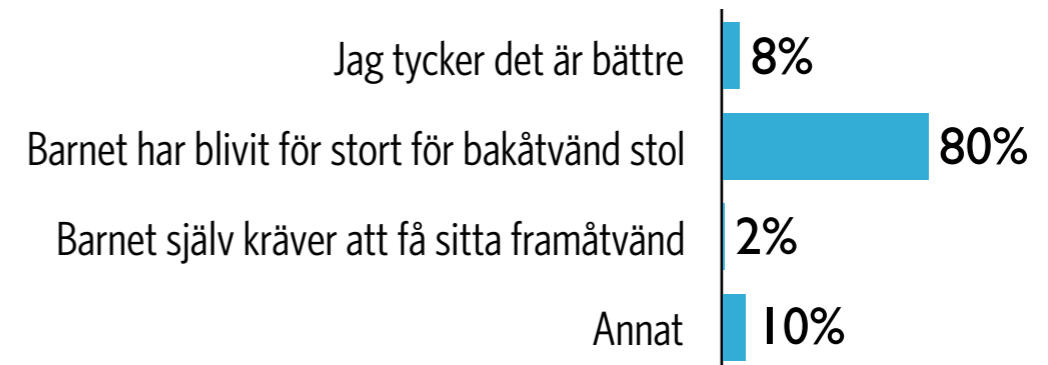 Jag tycker det är bättre 8%
Barnet har blivit för stort för bakåtvänd stol 80%
Barnet själv kräver att få sitta framåtvänd 2%
Annat 10%